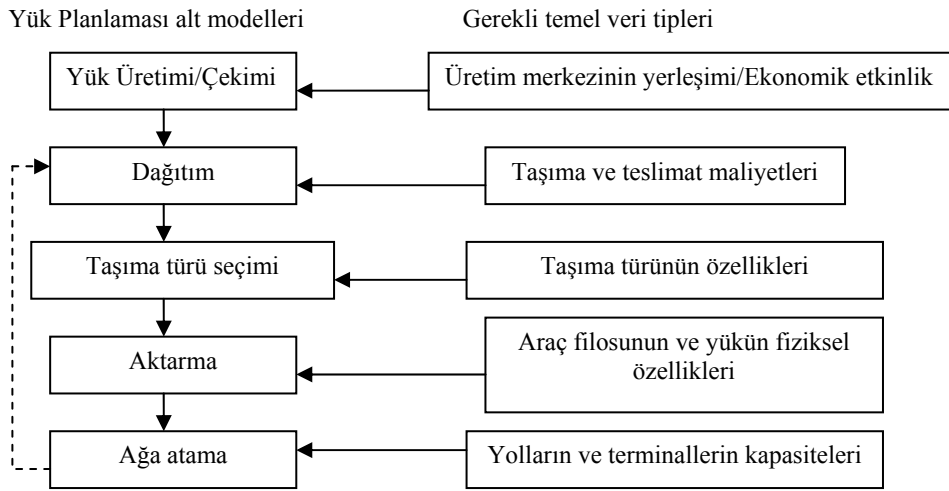 Yük Planlaması alt modelleri
Gerekli temel veri tipleri
Yük Üretimi/Çekimi
Üretim merkezinin yerleşimi/Ekonomik etkinlik
Dağıtım
Taşıma ve teslimat maliyetleri
Taşıma türü seçimi
Taşıma türünün özellikleri
Aktarma
Araç filosunun ve yükün fiziksel
özellikleri
Ağa atama
Yolların ve terminallerin kapasiteleri